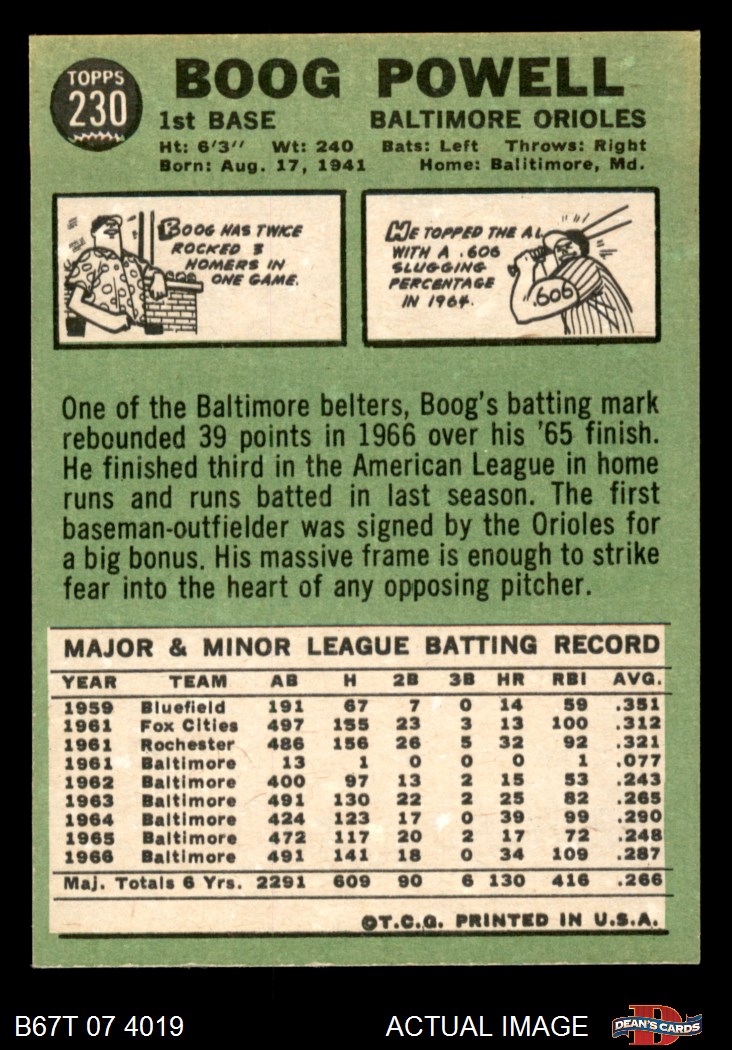 TOPPS
230
BOOG POWELL
1st BASE BALTIMORE ORIOLES
Ht: 6'3" Wt: 240 Bats: Left Throws: Right
Born: Aug. 17, 1941 Home: Balitimore, Md.
BOOG HAS TWICE
ROCKED 3
HOMERS IN
ONE GAME.
HE TOPPED THE AL
WITH A .606
SLUGGING
PERCENTAGE
IN 1964.
.606
One of the Baltimore belters, Boog's batting mark
rebounded 39 points in 1966 over his '65 finish.
He finished third in the American League in home
runs and runs batted in last season. The first
baseman-outfielder was signed by the Orioles for
a big bonus. His massive frame is enough to strike
fear into the heart of any opposing pitcher.
MAJOR & MINOR LEAGUE BATTING RECORD
YEAR TEAM AB H 2B 3B HR RBI AVG.
1959 Bluefield 191 67 7 0 14 59 .351
1961 Fox Cities 497 155 23 3 13 100 .312
1961 Rochester 486 156 26 5 32 92 .321
1961 Baltimore 13 1 0 0 0 1 .077
1962 Baltimore 400 97 13 2 15 53 .243
1963 Baltimore 491 130 22 2 25 82 .265
1964 Baltimore 424 123 17 0 39 99 .290
1965 Baltimore 472 117 20 2 17 72 .248
1966 Baltimore 491 141 18 0 34 109 .287
Maj. Totals 6 Yrs. 2291 609 90 6 130 416 .266
©T.C.G. PRINTED IN U.S.A.
B67T 07 4019 ACTUAL IMAGE
DEAN'S CARDS